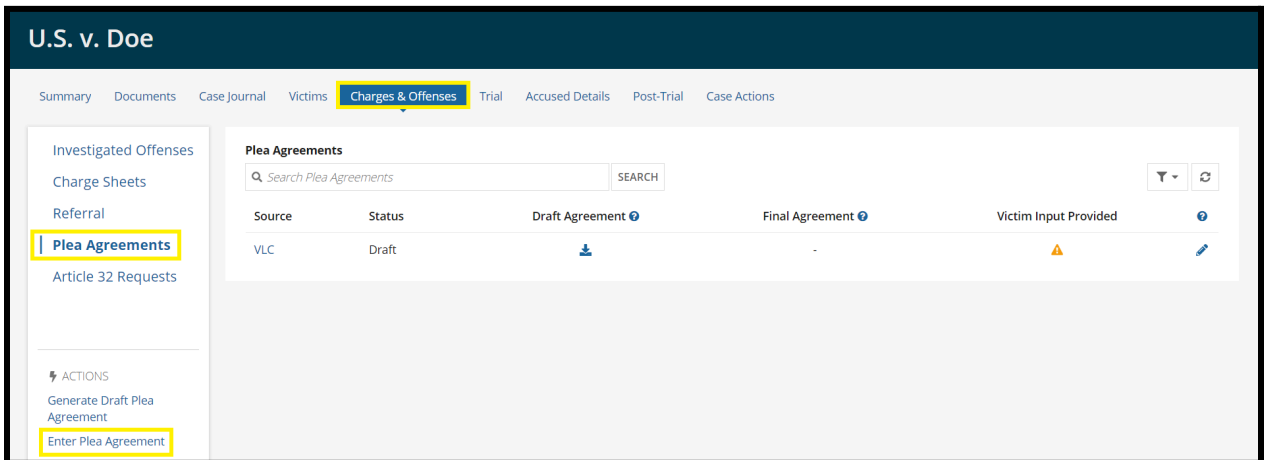 U.S. v. Doe
Summary Documents Case Journal Victims Charges & Offenses Trial Accused Details Post-Trial Case Actions
Investigated Offenses
Charge Sheets
Referral
Plea Agreements
Article 32 Requests
ACTIONS
Generate Draft Plea
Agreement
Enter Plea Agreement
Plea Agreements
Search Plea Agreements SEARCH
Source Status Draft Agreement Final Agreement Victim Input Provided
VLC Draft -